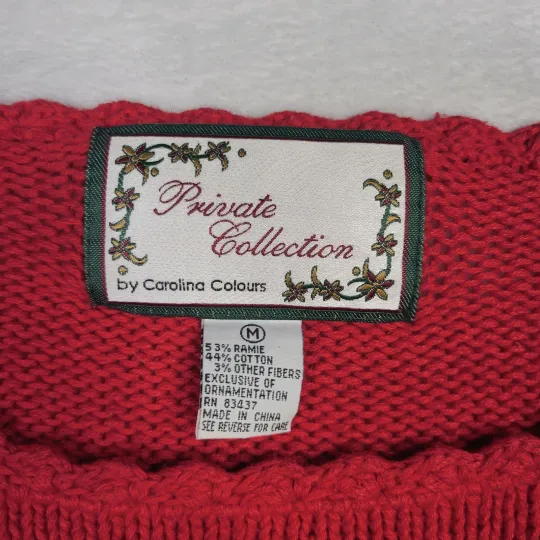 Private
Collection
by Carolina Colours
M
53% RAMIE
44% COTTON
3% OTHER FIBERS
EXCLUSIVE OF
ORNAMENTATION
RN 83437
MADE IN CHINA
SEE REVERSE FOR CARE